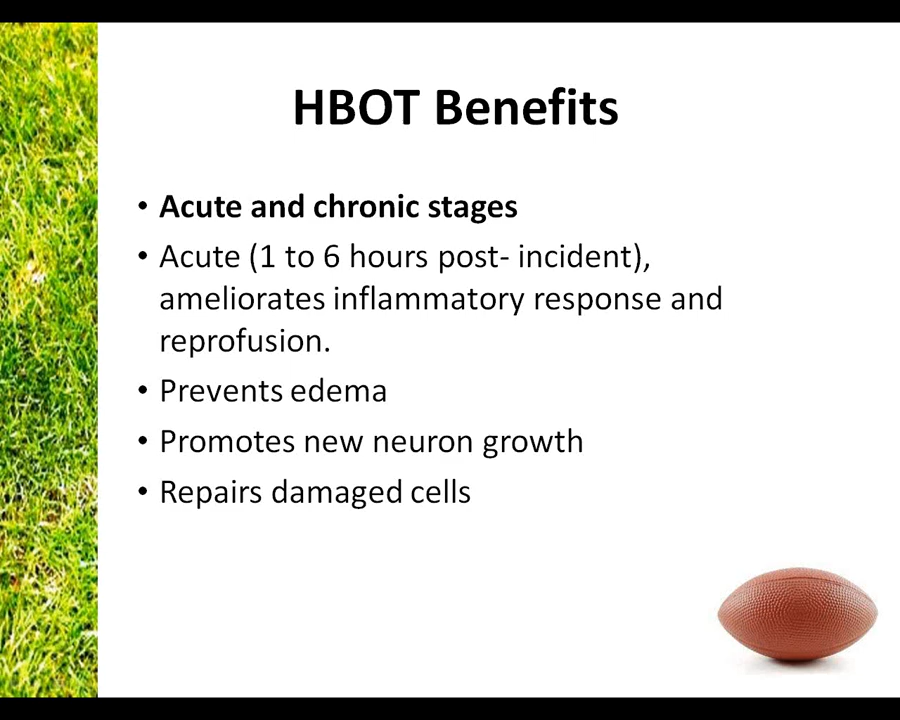 HBOT Benefits
• Acute and chronic stages
• Acute (1 to 6 hours post- incident),
ameliorates inflammatory response and
reprofusion.
• Prevents edema
• Promotes new neuron growth
• Repairs damaged cells